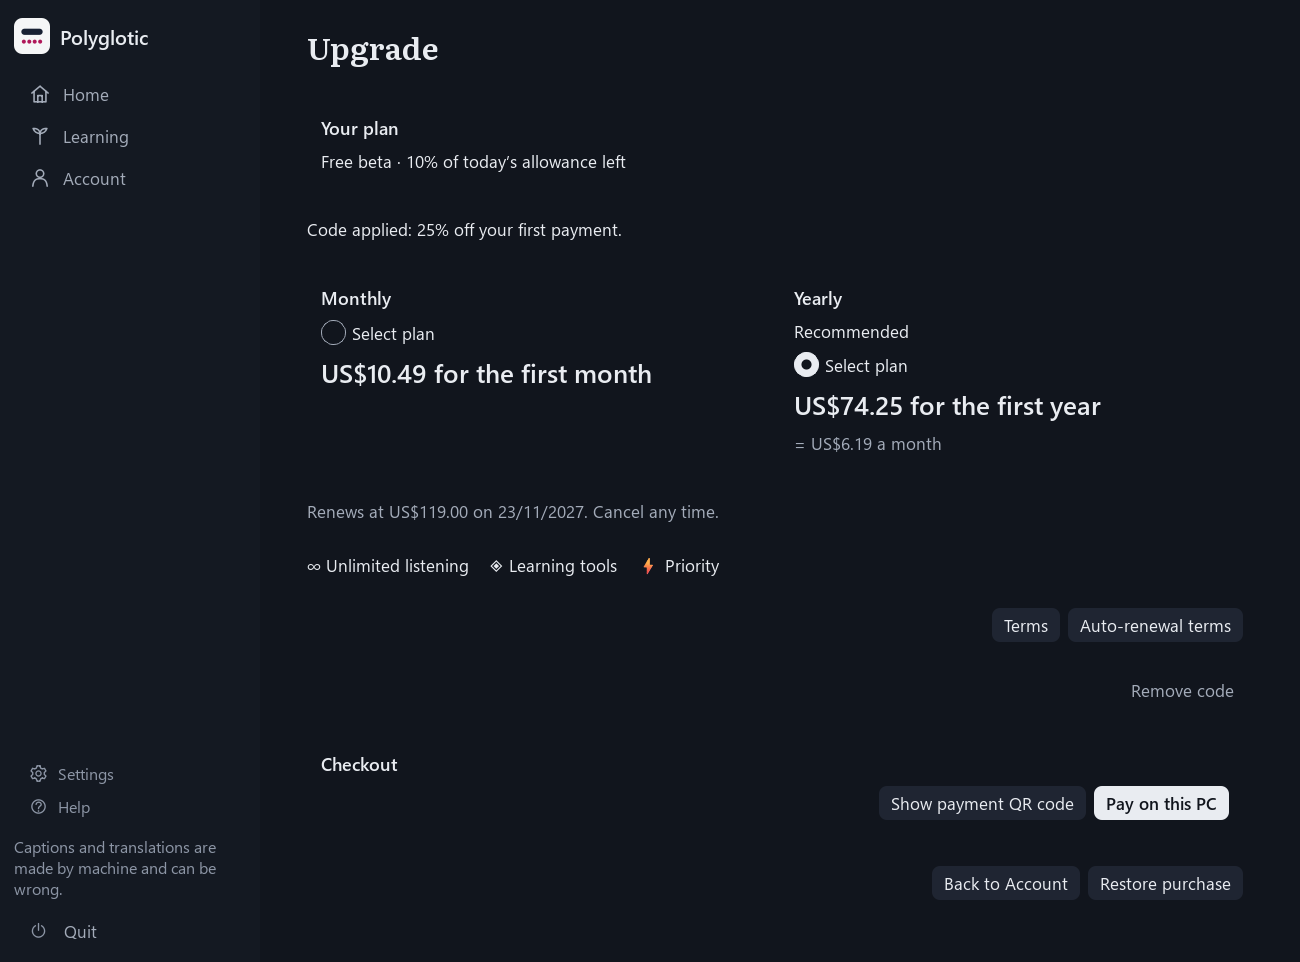 Polyglotic
Home
Learning
Account
Settings
Help
Captions and translations are
made by machine and can be
wrong.
Quit
Upgrade
Your plan
Free beta · 10% of today’s allowance left
Code applied: 25% off your first payment.
Monthly
Select plan
US$10.49 for the first month
Yearly
Recommended
Select plan
US$74.25 for the first year
= US$6.19 a month
Renews at US$119.00 on 23/11/2027. Cancel any time.
∞ Unlimited listening
Learning tools
Priority
Terms
Auto-renewal terms
Remove code
Checkout
Show payment QR code
Pay on this PC
Back to Account
Restore purchase